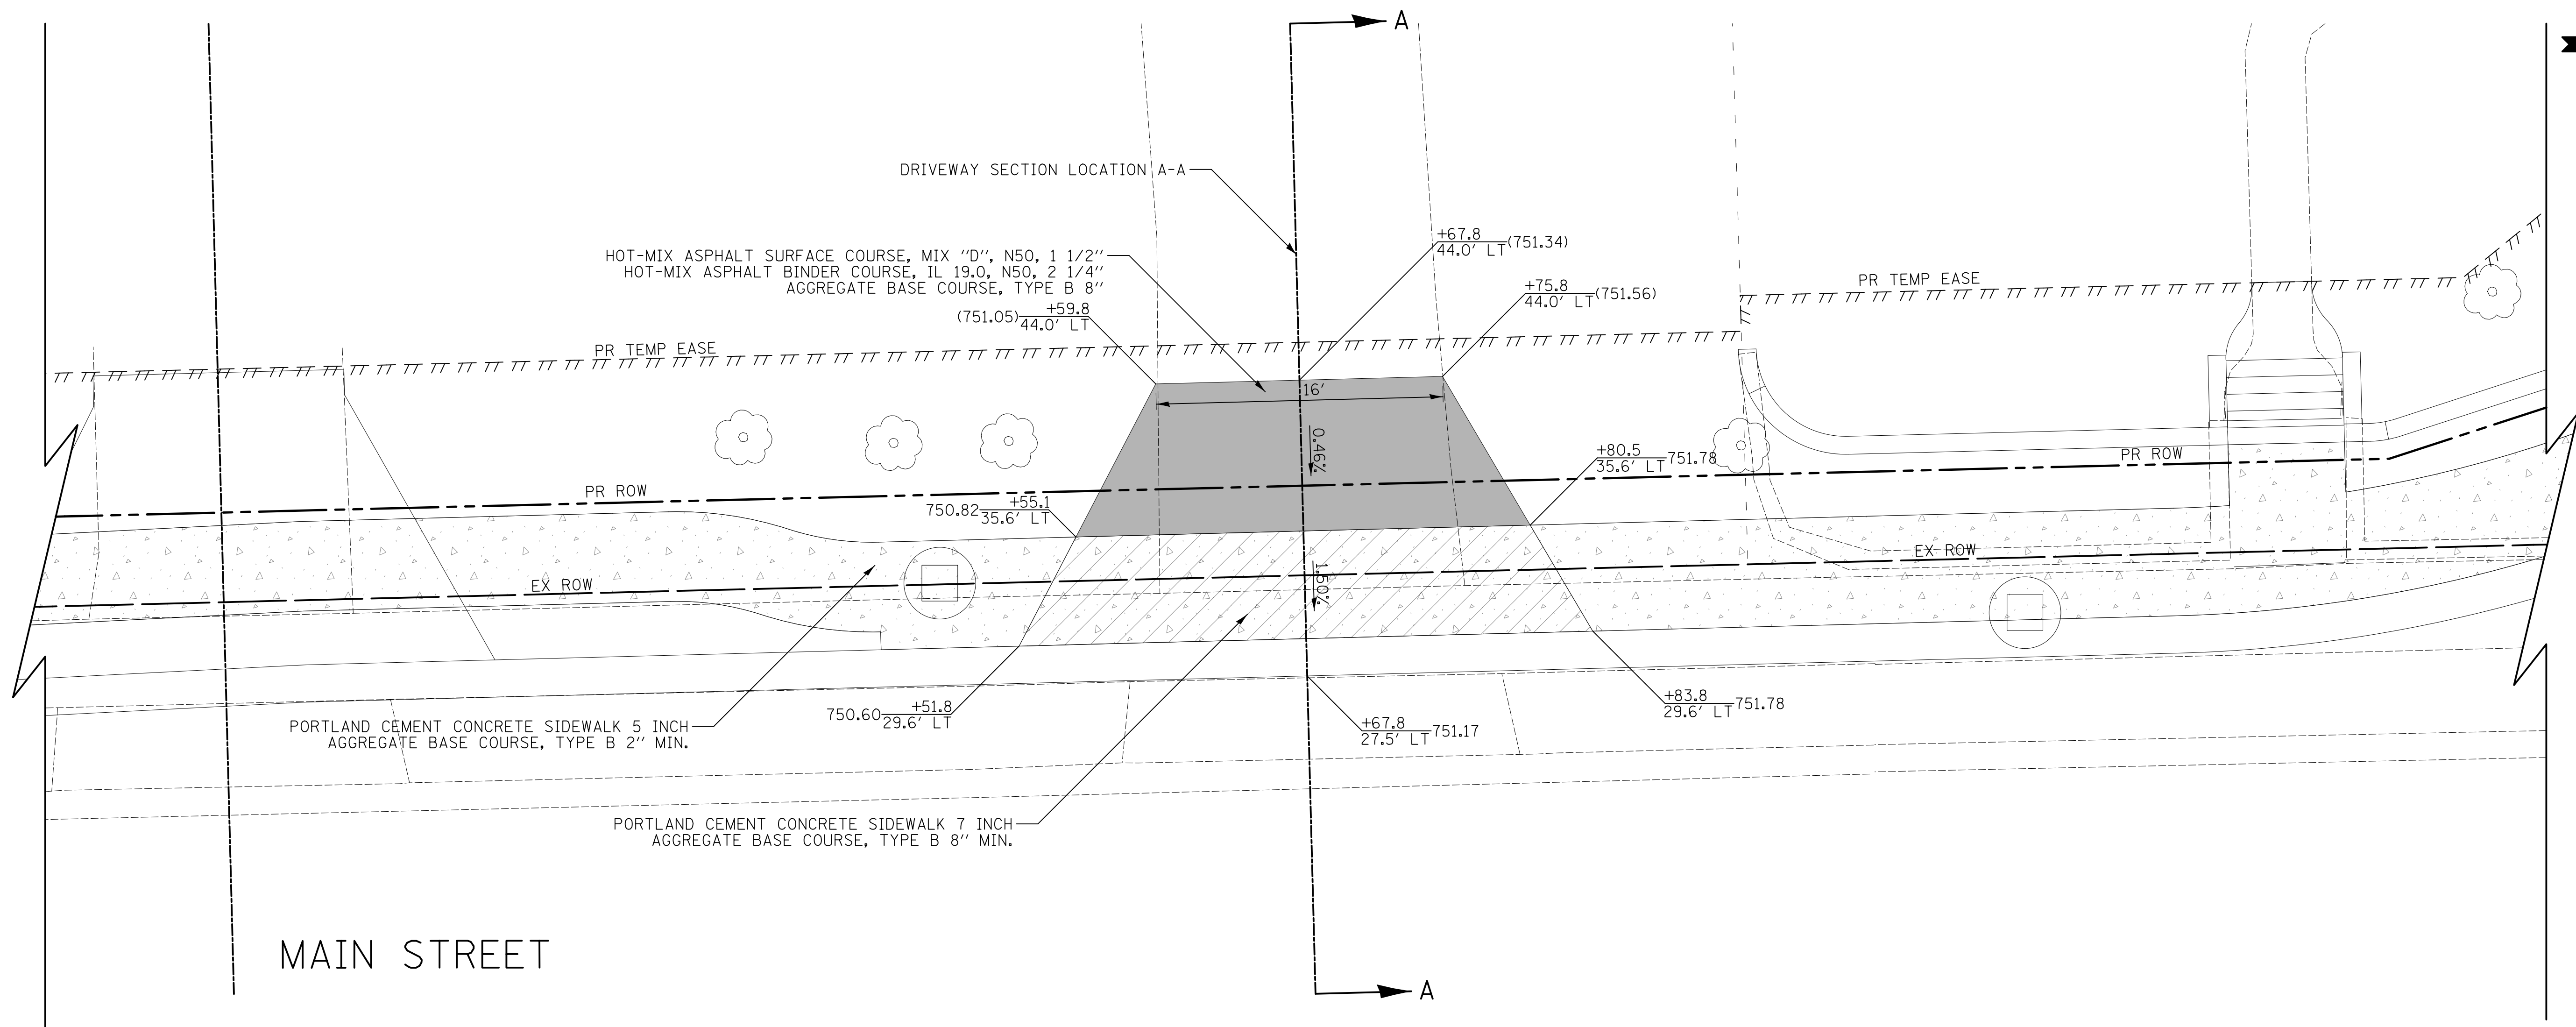 A
DRIVEWAY SECTION LOCATION A-A
HOT-MIX ASPHALT SURFACE COURSE, MIX "D", N50, 1 1/2"
HOT-MIX ASPHALT BINDER COURSE, IL 19.0, N50, 2 1/4"
AGGREGATE BASE COURSE, TYPE B 8"
+67.8
44.0' LT
(751.34)
+75.8
44.0' LT
(751.56)
(751.05)
+59.8
44.0' LT
PR TEMP EASE
PR TEMP EASE
16'
0.46%
+80.5
35.6' LT
751.78
PR ROW
PR ROW
750.82
+55.1
35.6' LT
EX ROW
EX ROW
1.50%
750.60
+51.8
29.6' LT
+83.8
29.6' LT
751.78
+67.8
27.5' LT
751.17
PORTLAND CEMENT CONCRETE SIDEWALK 5 INCH
AGGREGATE BASE COURSE, TYPE B 2" MIN.
PORTLAND CEMENT CONCRETE SIDEWALK 7 INCH
AGGREGATE BASE COURSE, TYPE B 8" MIN.
MAIN STREET
A